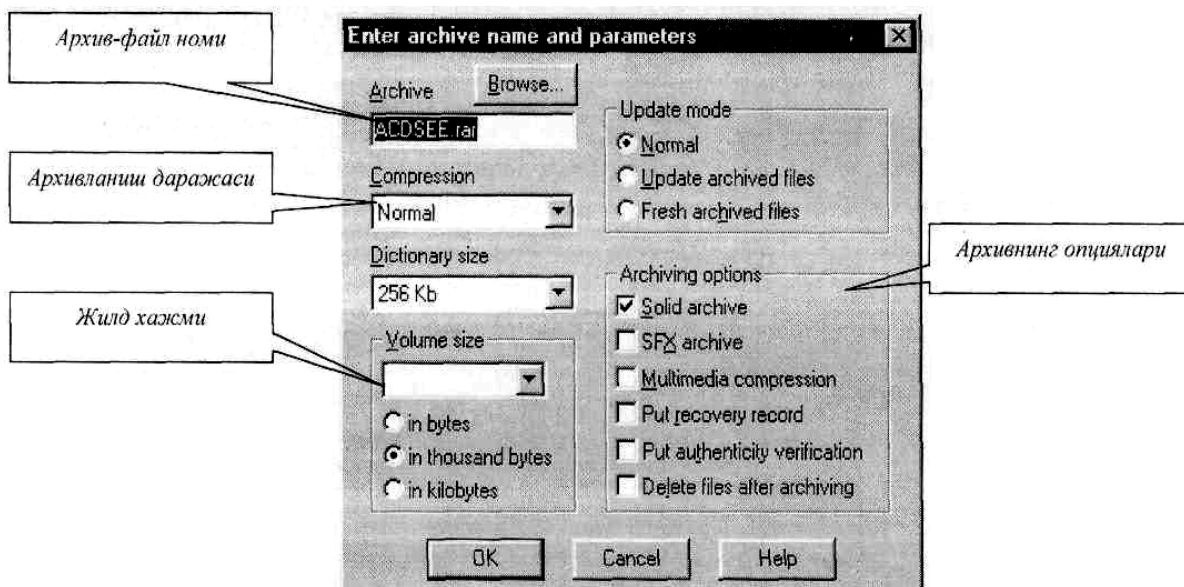 Архив-файл номи
Архивланиш даражаси
Жилд хажми
Enter archive name and parameters
Archive
Browse...
ACDSEE.rar
Compression
Normal
Dictionary size
256 Kb
Volume size
in bytes
in thousand bytes
in kilobytes
Update mode
Normal
Update archived files
Fresh archived files
Archiving options
Solid archive
SFX archive
Multimedia compression
Put recovery record
Put authenticity verification
Delete files after archiving
OK
Cancel
Help
Архивнинг опциялари